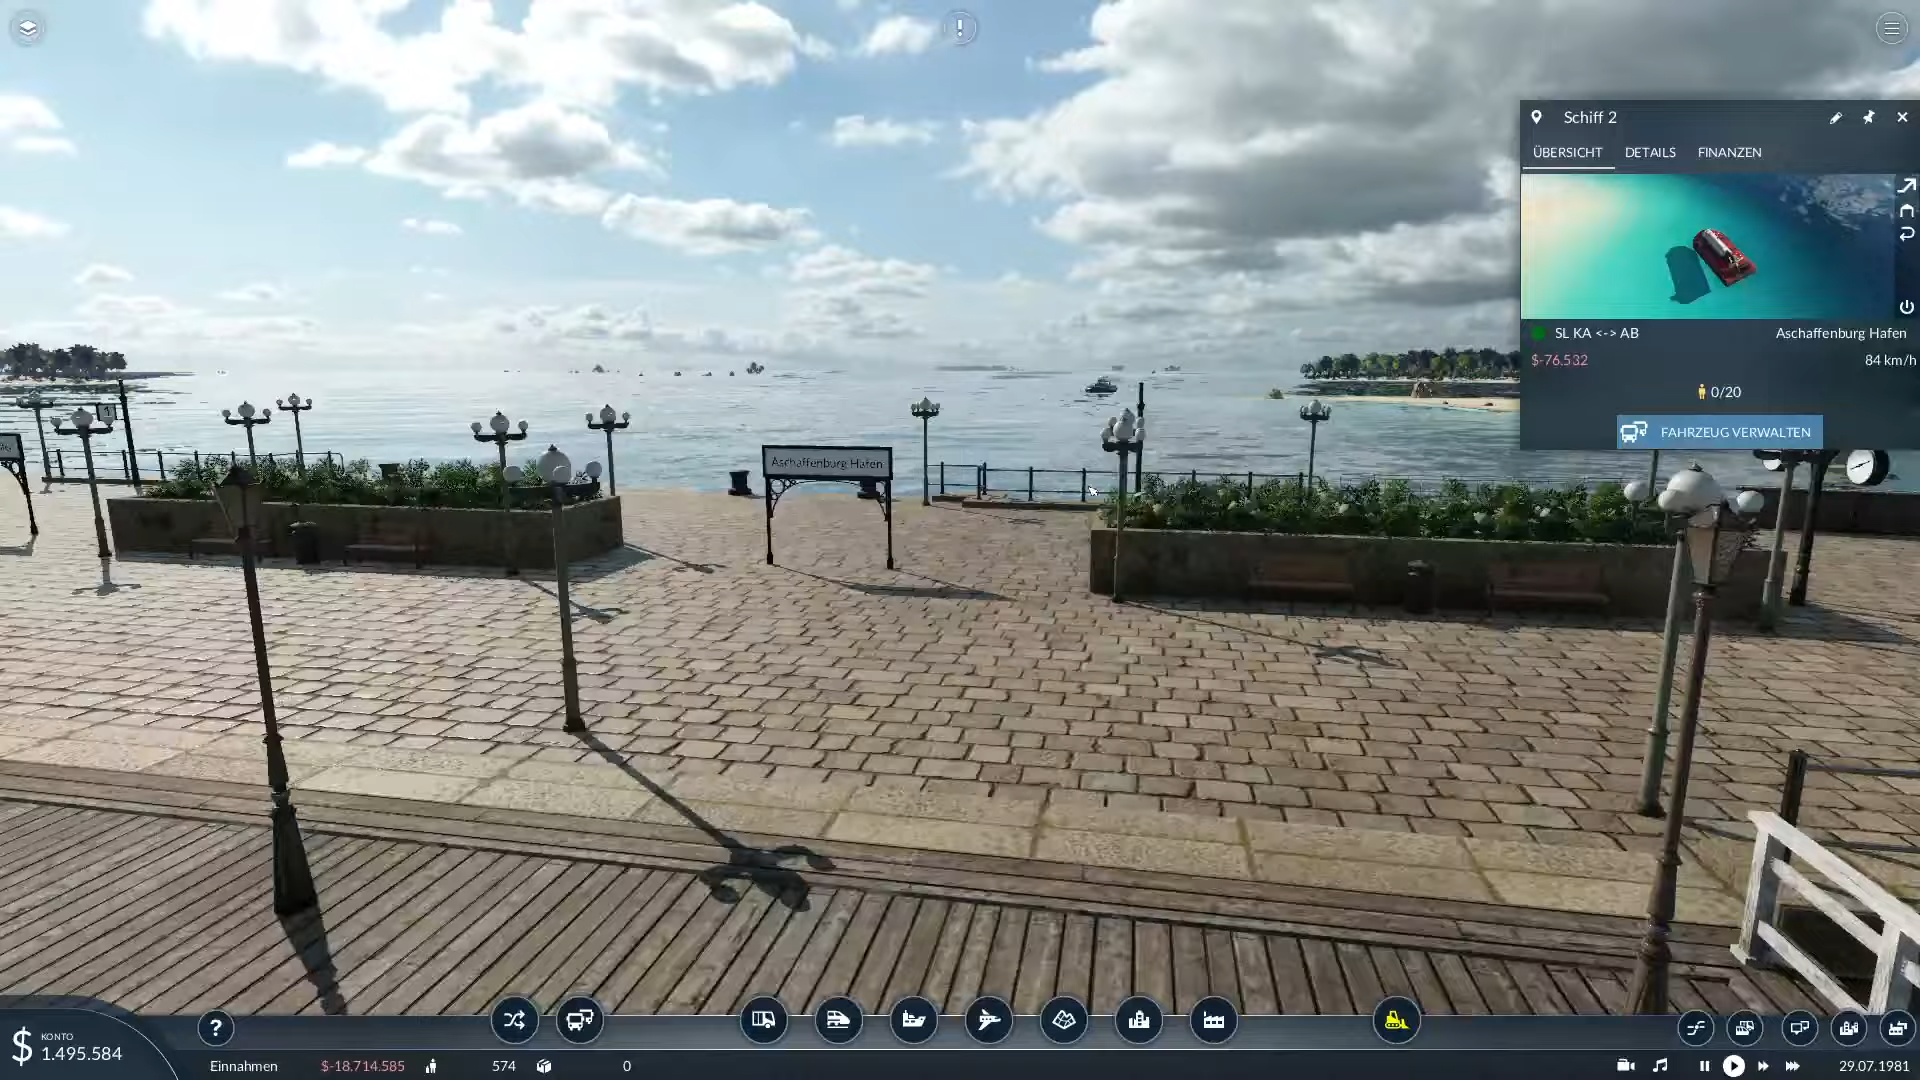 Schiff 2
ÜBERSICHT DETAILS FINANZEN
SL KA <-> AB Aschaffenburg Hafen
$-76.532 84 km/h
0/20
FAHRZEUG VERWALTEN
1
Aschaffenburg Hafen
?
$ KONTO
1.495.584
Einnahmen $-18.714.585 574 0 29.07.1981